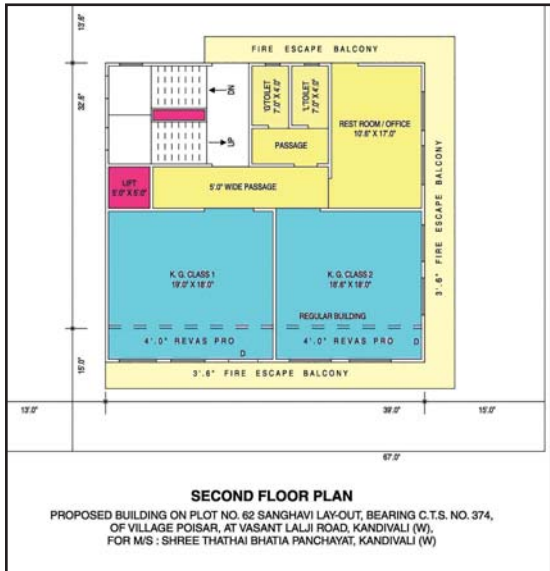 13'.6"
FIRE ESCAPE BALCONY
32'.6"
DN
UP
G'TOILET
7'.0" X 4'.0"
L'TOILET
7'.0" X 4'.0"
REST ROOM / OFFICE
10'.6" X 17'.0"
PASSAGE
LIFT
5'.0" X 5'.0"
5'.0" WIDE PASSAGE
3'.6" FIRE ESCAPE BALCONY
K. G. CLASS 1
19'.0" X 18'.0"
K. G. CLASS 2
18'.6" X 18'.0"
REGULAR BUILDING
4'.0" REVAS PRO
D
4'.0" REVAS PRO
D
15'.0"
3'.6" FIRE ESCAPE BALCONY
13'.0"
39'.0"
15'.0"
67'.0"
SECOND FLOOR PLAN
PROPOSED BUILDING ON PLOT NO. 62 SANGHAVI LAY-OUT, BEARING C.T.S. NO. 374,
OF VILLAGE POISAR, AT VASANT LALJI ROAD, KANDIVALI (W),
FOR M/S : SHREE THATHAI BHATIA PANCHAYAT, KANDIVALI (W)